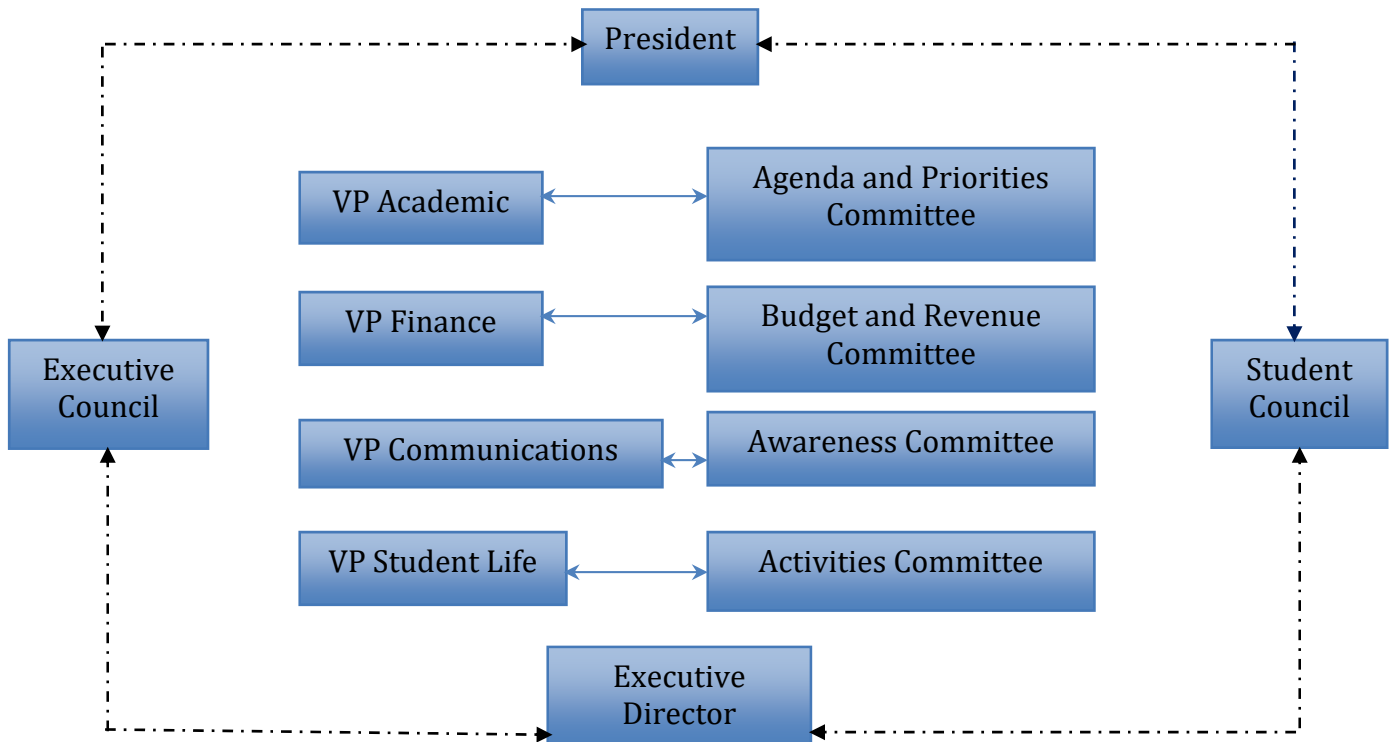 President
VP Academic
Agenda and Priorities
Committee
VP Finance
Budget and Revenue
Committee
Executive
Council
Student
Council
VP Communications
Awareness Committee
VP Student Life
Activities Committee
Executive
Director